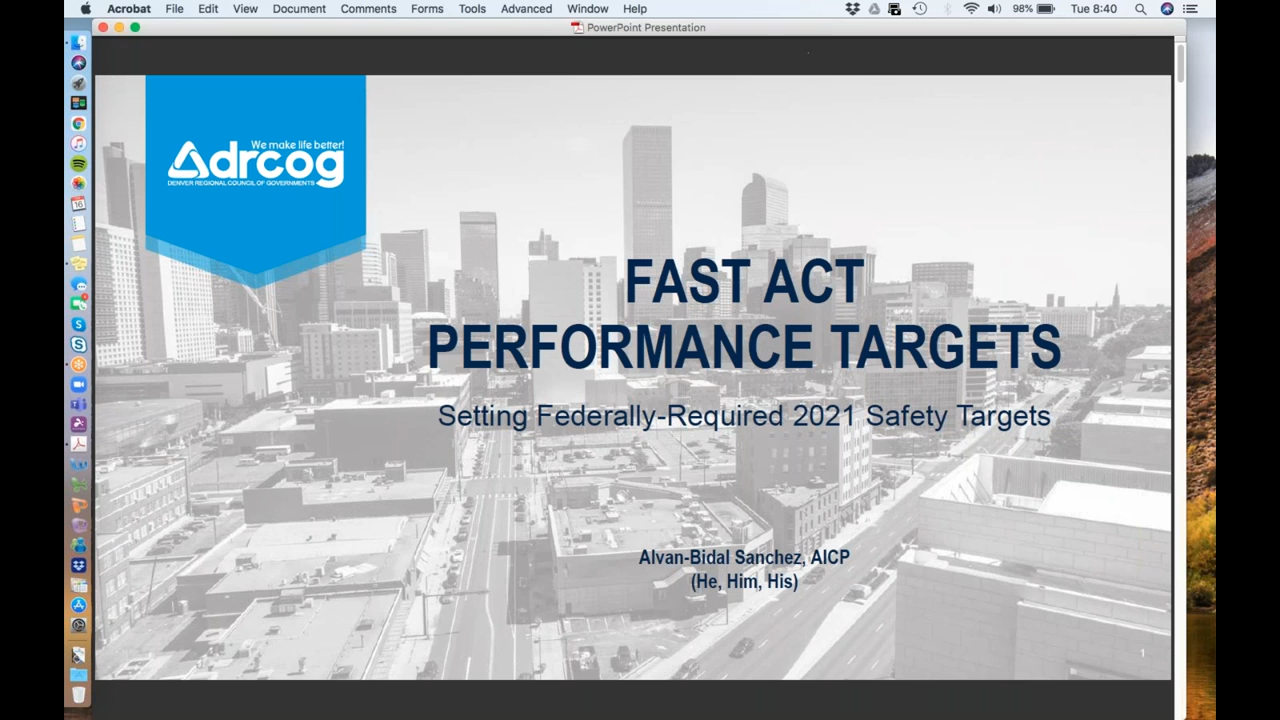 Acrobat File Edit View Document Comments Forms Tools Advanced Window Help 98% Tue 8:40
PowerPoint Presentation
We make life better!
drcog
DENVER REGIONAL COUNCIL OF GOVERNMENTS
FAST ACT
PERFORMANCE TARGETS
Setting Federally-Required 2021 Safety Targets
Alvan-Bidal Sanchez, AICP
(He, Him, His)
1